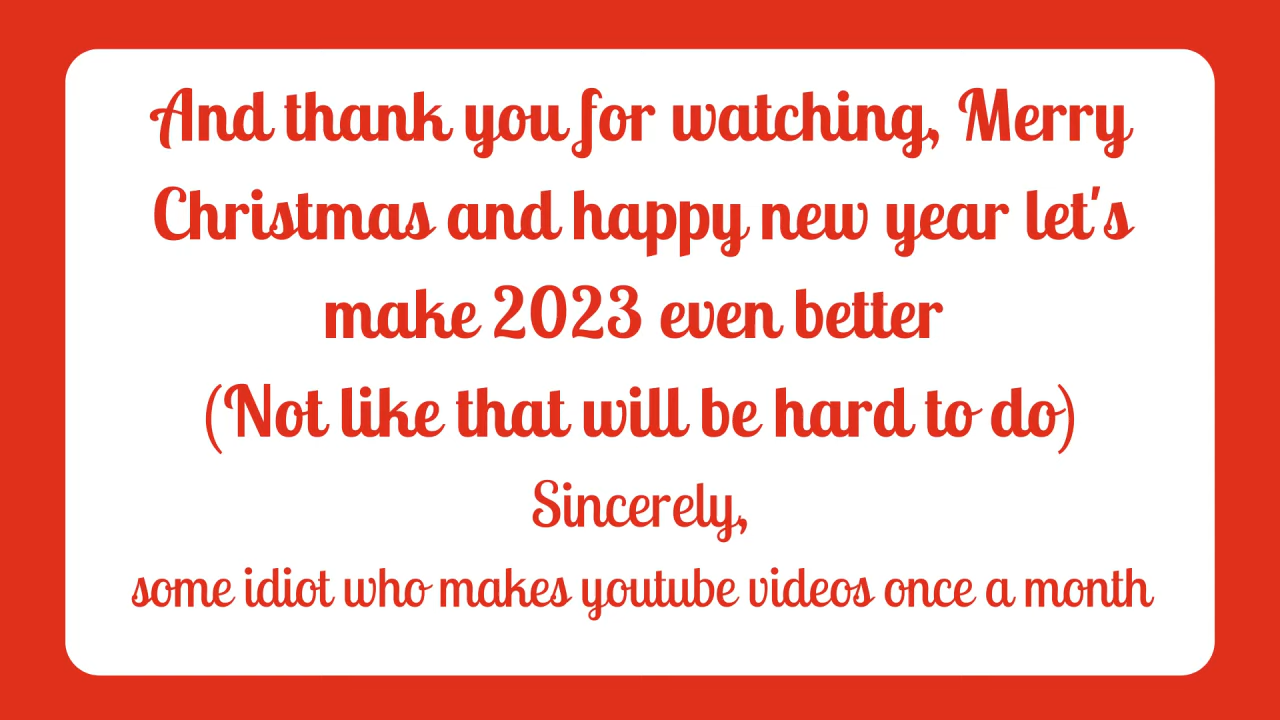 And thank you for watching, Merry
Christmas and happy new year let's
make 2023 even better
(Not like that will be hard to do)
Sincerely,
some idiot who makes youtube videos once a month